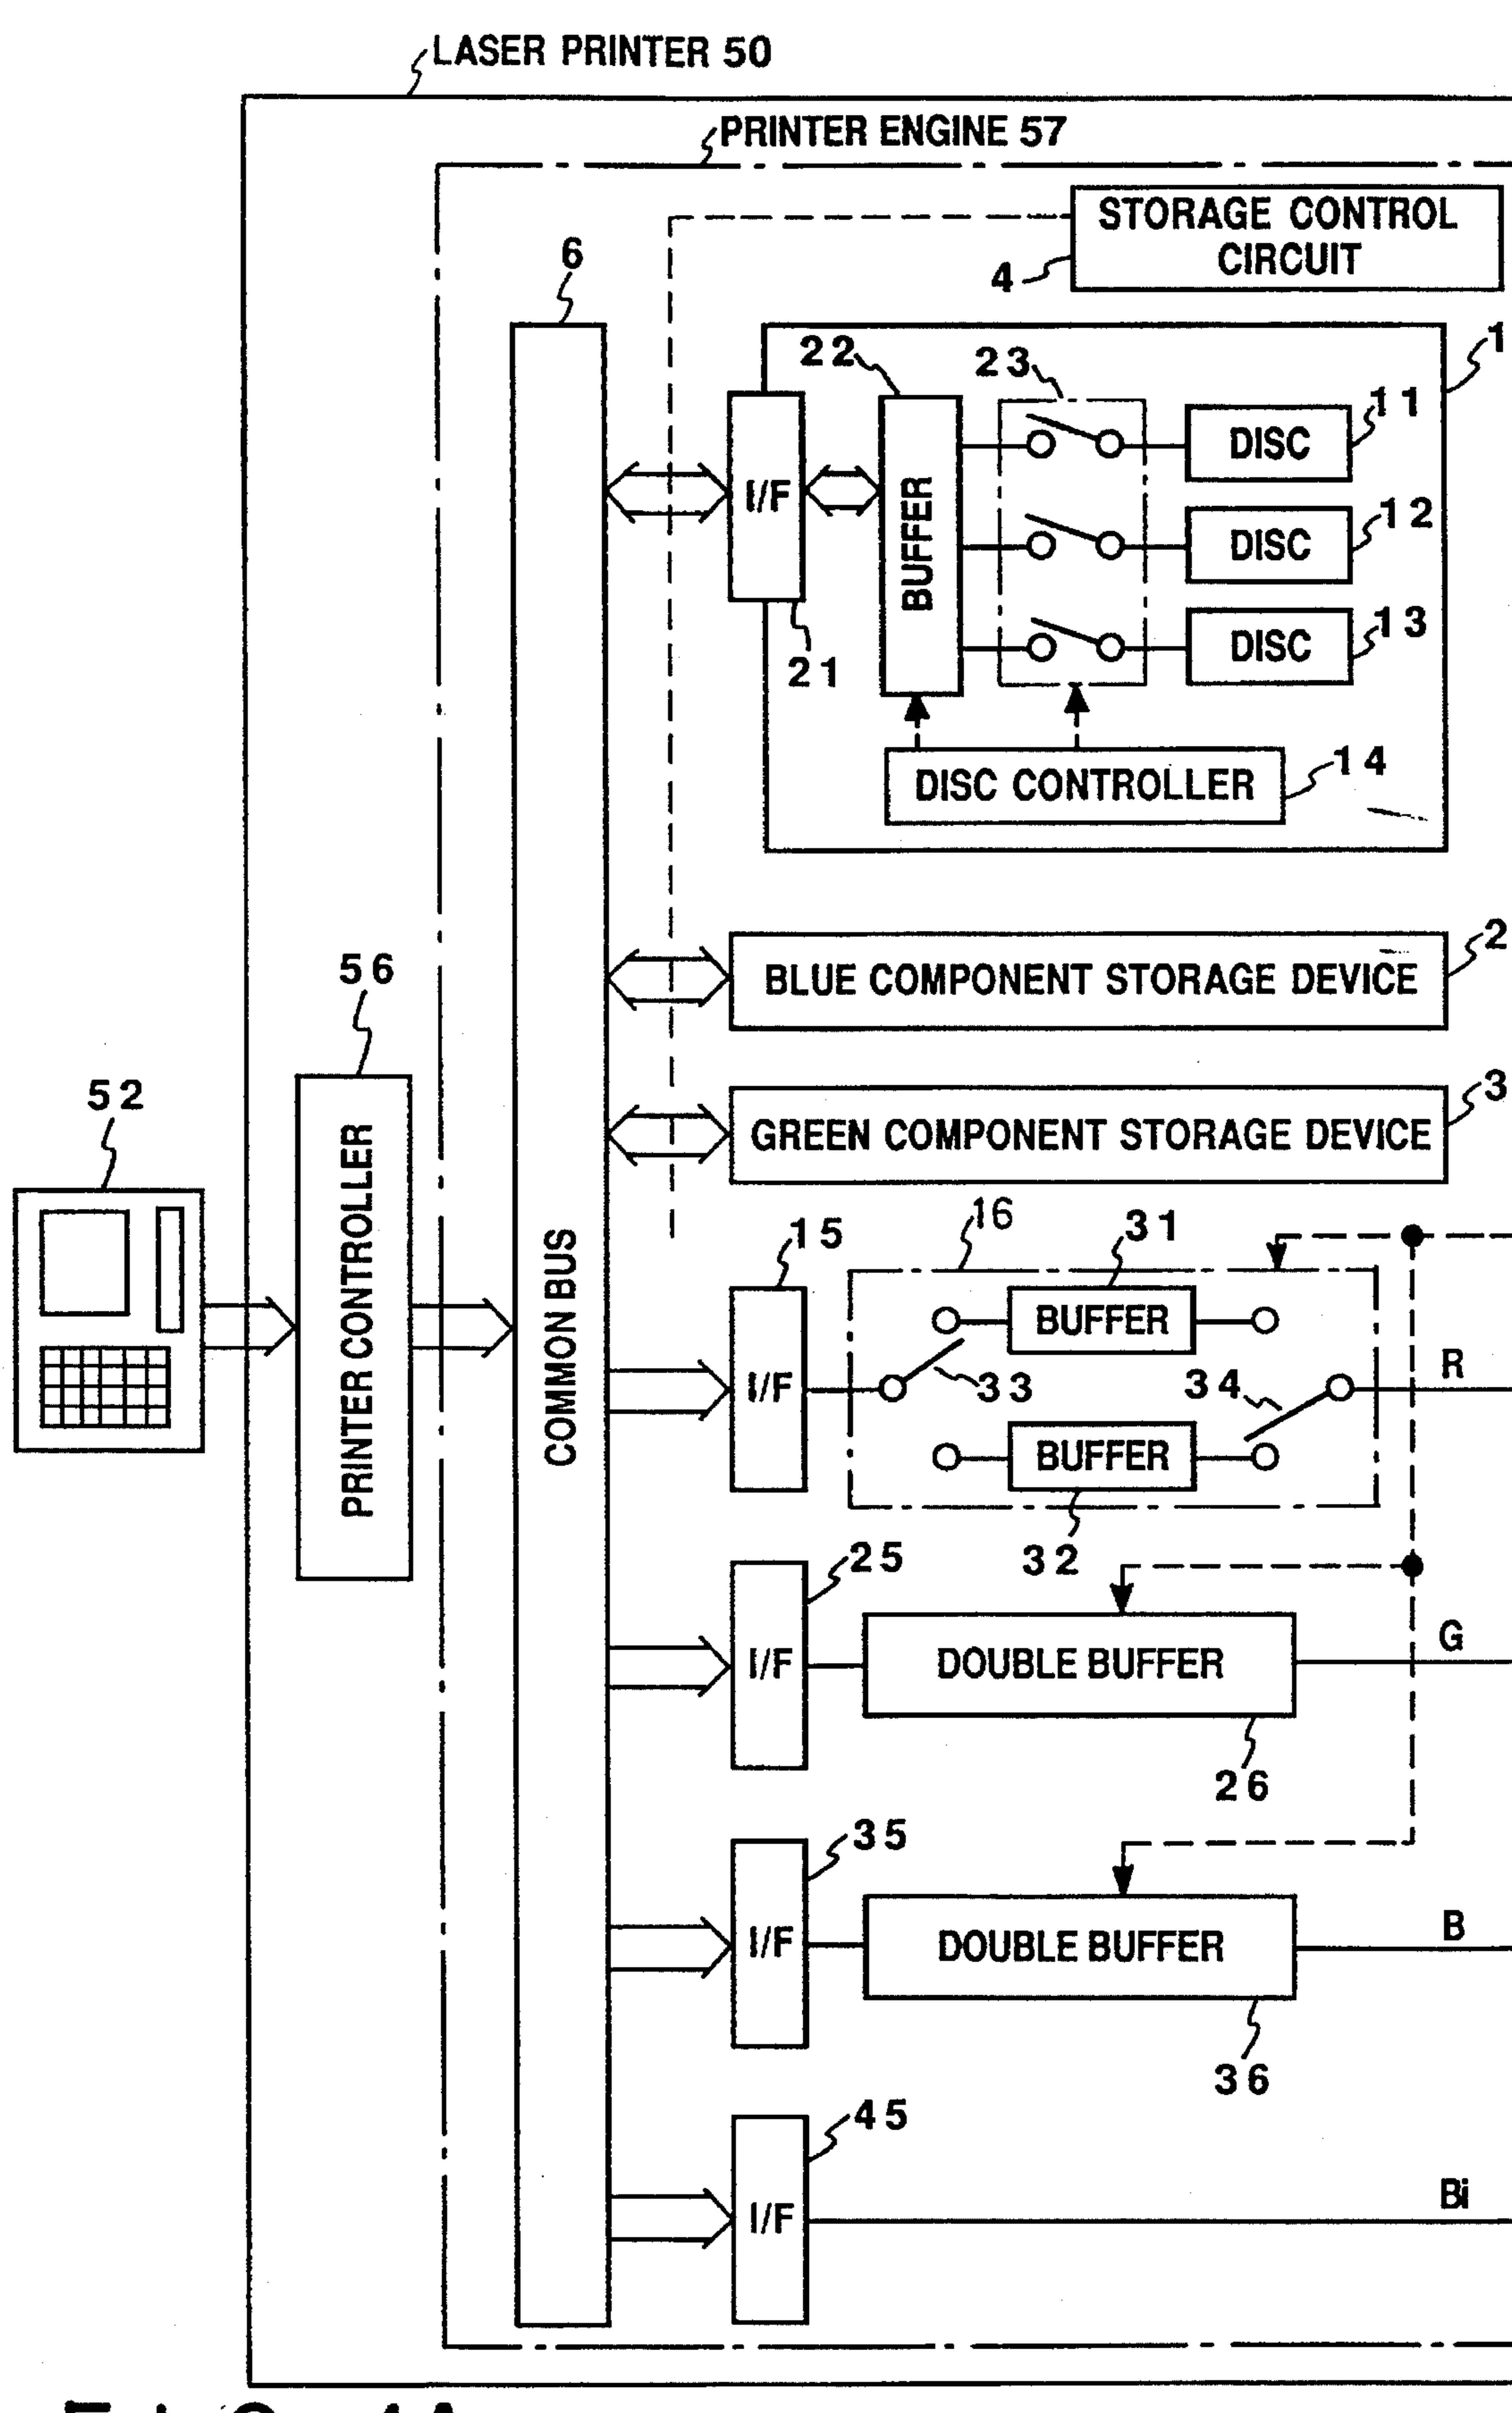 LASER PRINTER 50
PRINTER ENGINE 57
STORAGE CONTROL
CIRCUIT
4
6
1
22
23
11
DISC
I/F
BUFFER
12
DISC
13
DISC
21
14
DISC CONTROLLER
2
BLUE COMPONENT STORAGE DEVICE
56
3
GREEN COMPONENT STORAGE DEVICE
52
PRINTER CONTROLLER
COMMON BUS
15
16
31
BUFFER
I/F
33
34
R
BUFFER
32
25
I/F
DOUBLE BUFFER
G
26
35
I/F
DOUBLE BUFFER
B
36
45
I/F
Bi